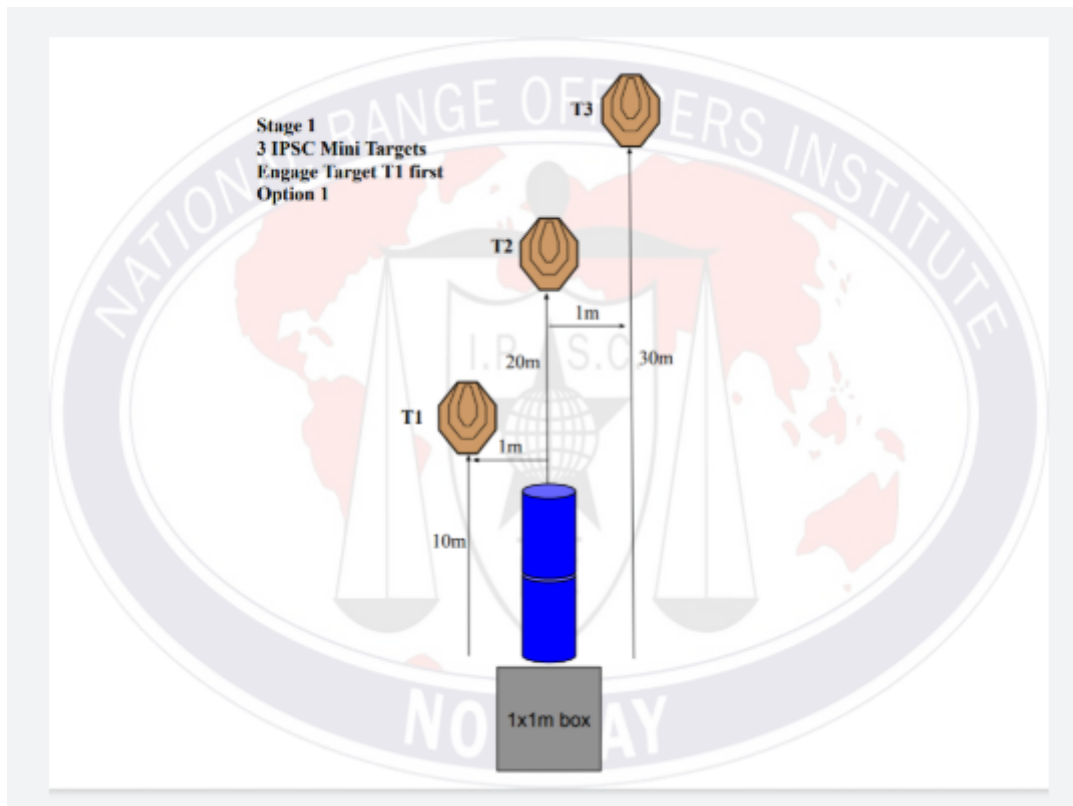 NATIONAL RANGE OFFICERS INSTITUTE
Stage 1
3 IPSC Mini Targets
Engage Target T1 first
Option 1
T3
T2
1m
I.P.S.C.
20m
30m
T1
1m
10m
1x1m box
NORWAY